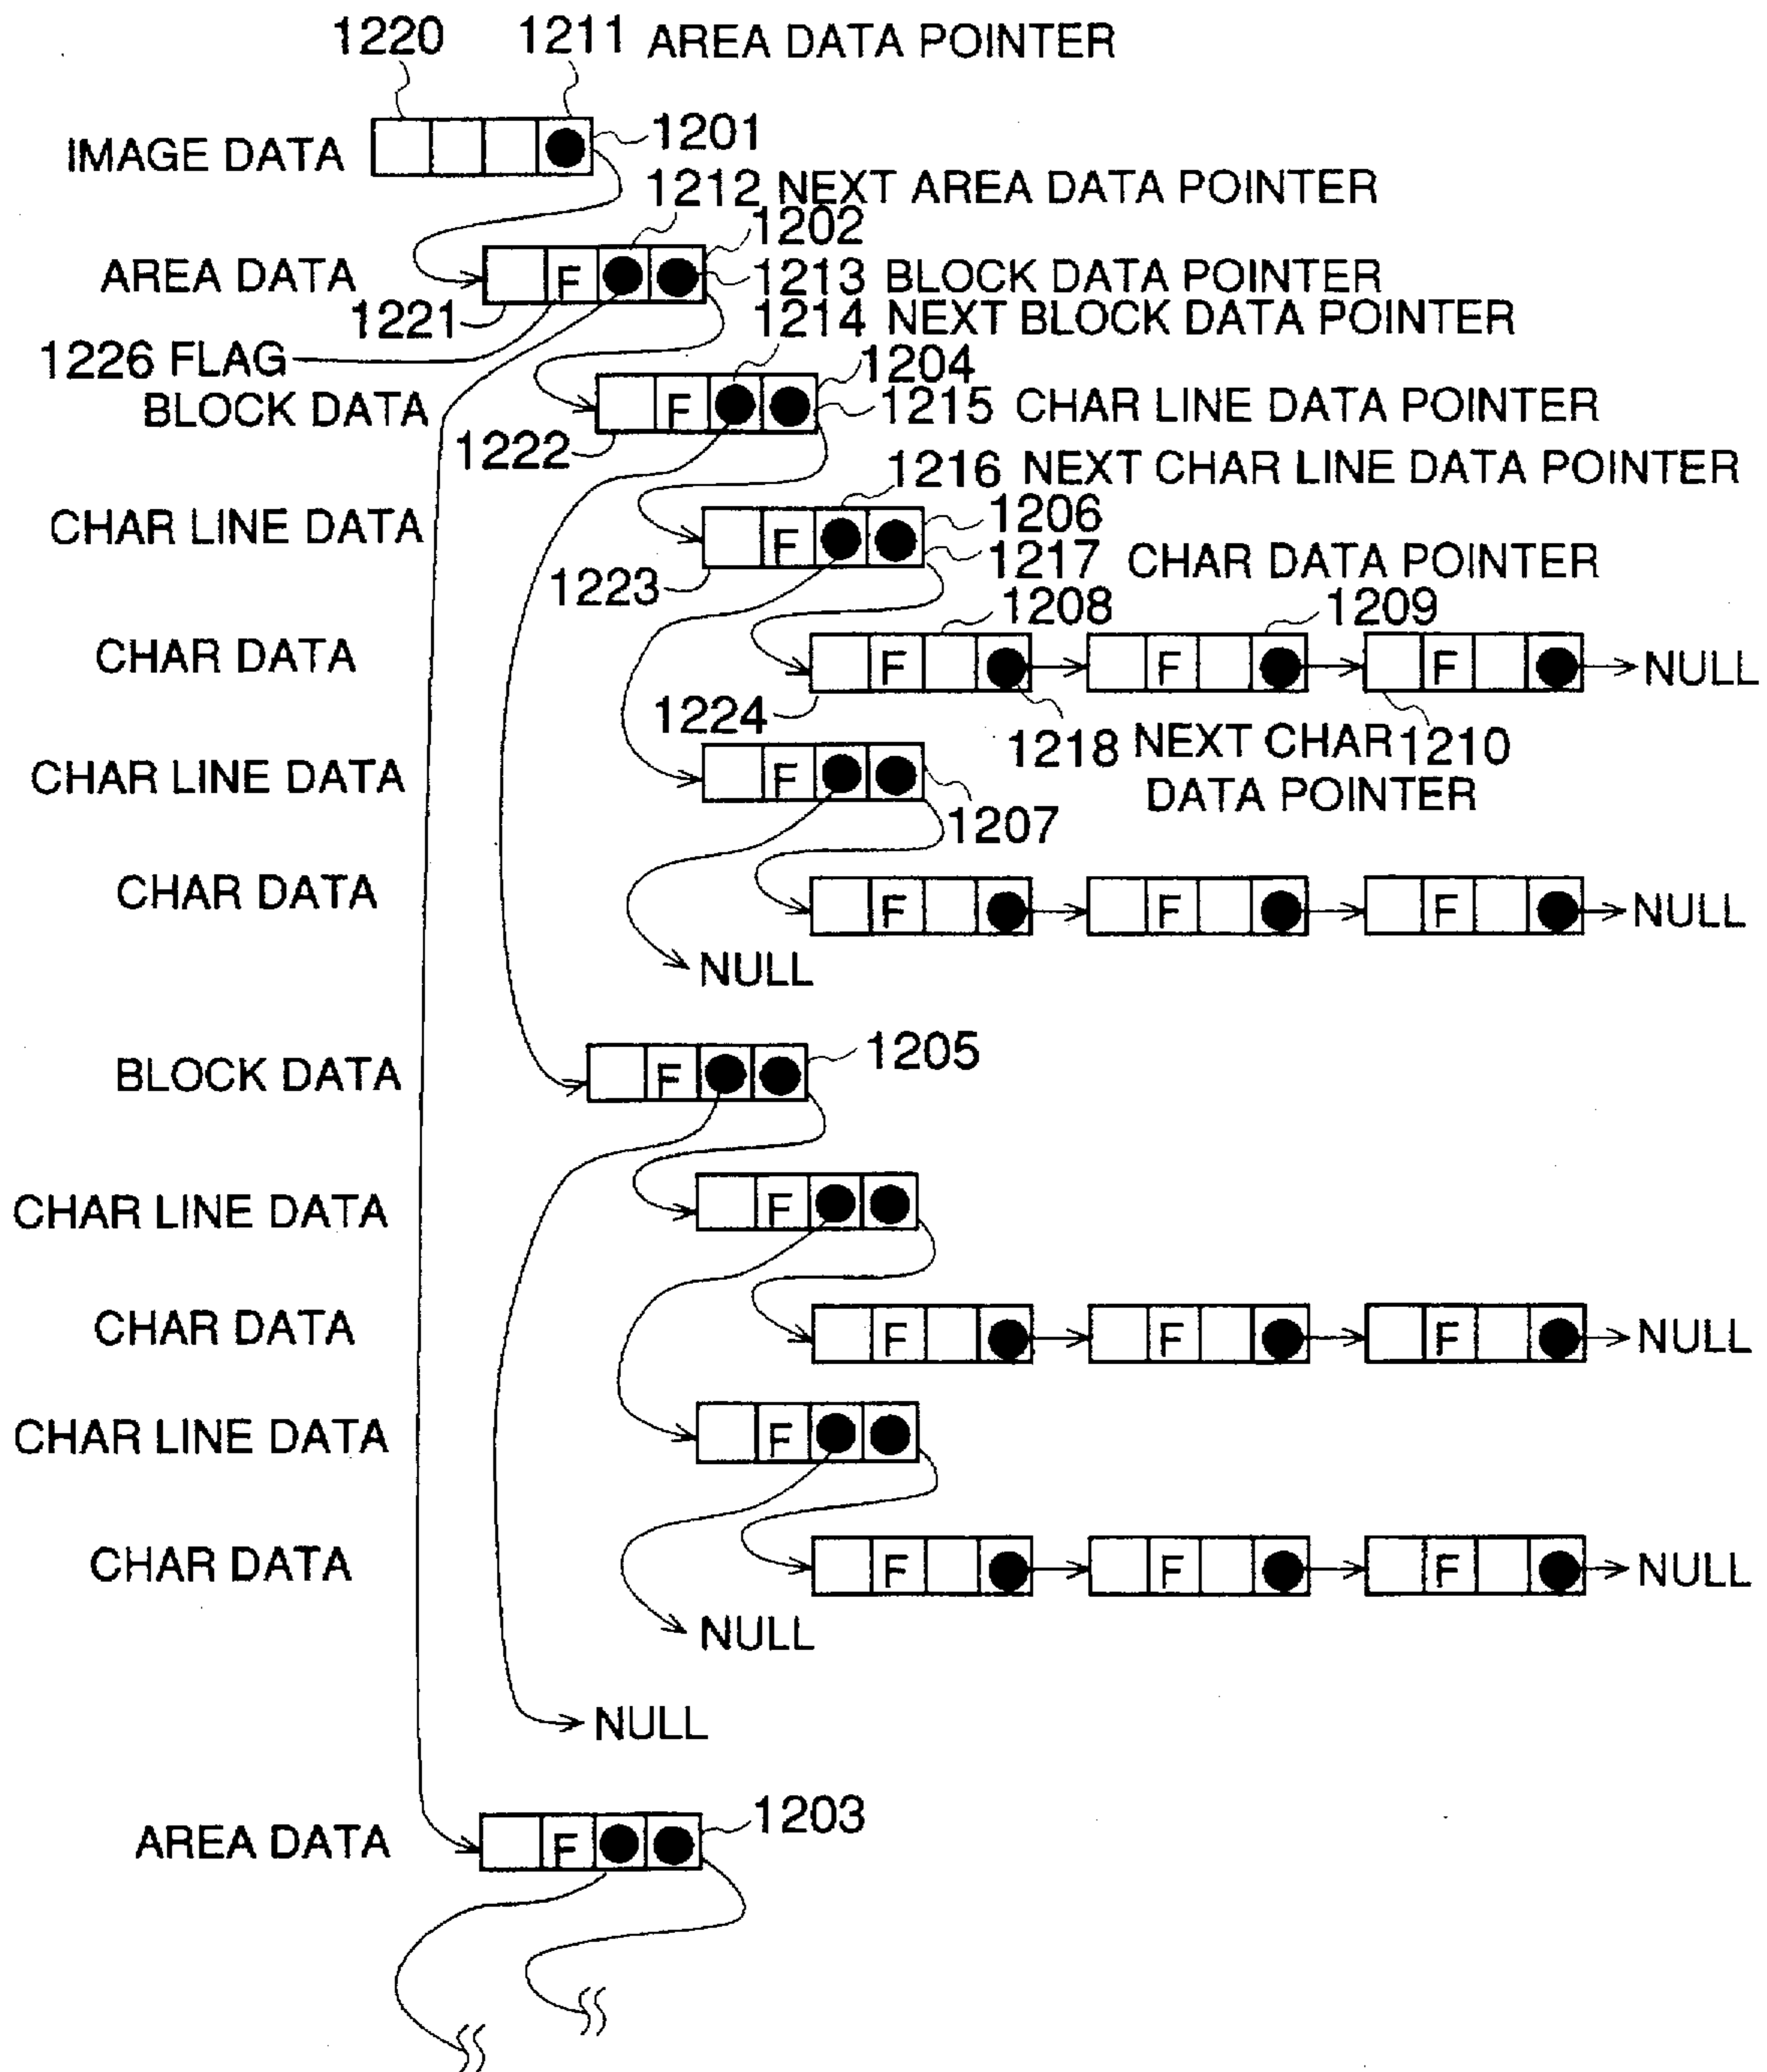 1220 1211 AREA DATA POINTER
IMAGE DATA 1201
1212 NEXT AREA DATA POINTER
1202
AREA DATA F 1213 BLOCK DATA POINTER
1221 1214 NEXT BLOCK DATA POINTER
1226 FLAG 1204
BLOCK DATA F 1215 CHAR LINE DATA POINTER
1222 1216 NEXT CHAR LINE DATA POINTER
CHAR LINE DATA F 1206
1223 1217 CHAR DATA POINTER
1208 1209
CHAR DATA F F F NULL
1224 1218 NEXT CHAR 1210
CHAR LINE DATA F DATA POINTER
1207
CHAR DATA F F F NULL
NULL
BLOCK DATA F 1205
CHAR LINE DATA F
CHAR DATA F F F NULL
CHAR LINE DATA F
CHAR DATA F F F NULL
NULL
NULL
AREA DATA F 1203